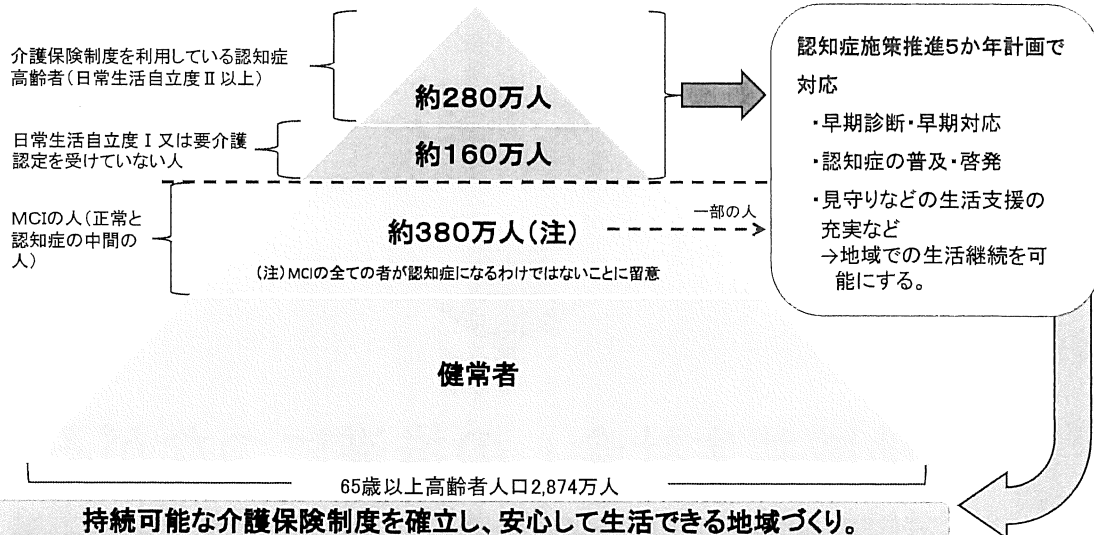 介護保険制度を利用している認知症
高齢者(日常生活自立度Ⅱ以上)
約280万人
日常生活自立度Ⅰ又は要介護
認定を受けていない人
約160万人
MCIの人(正常と
認知症の中間の
人)
約380万人(注)
(注)MCIの全ての者が認知症になるわけではないことに留意
一部の人
認知症施策推進5か年計画で
対応
・早期診断・早期対応
・認知症の普及・啓発
・見守りなどの生活支援の
充実など
→地域での生活継続を可
能にする。
健常者
65歳以上高齢者人口2,874万人
持続可能な介護保険制度を確立し、安心して生活できる地域づくり。